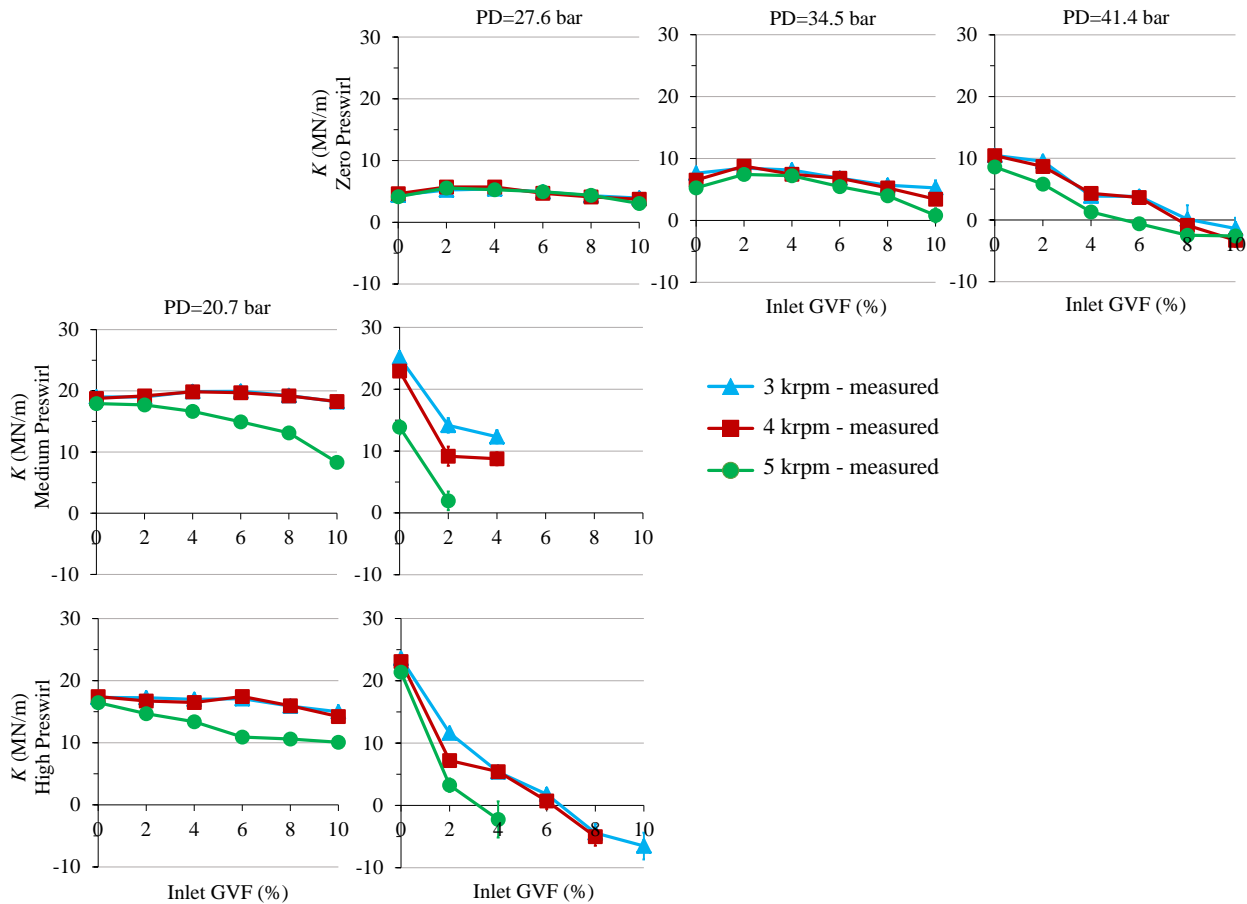 PD=27.6 bar
PD=34.5 bar
PD=41.4 bar
K (MN/m)
Zero Preswirl
30
20
10
0
-10
0 2 4 6 8 10
30
20
10
0
-10
0 2 4 6 8 10
Inlet GVF (%)
30
20
10
0
-10
0 2 4 6 8 10
Inlet GVF (%)
PD=20.7 bar
K (MN/m)
Medium Preswirl
30
20
10
0
-10
0 2 4 6 8 10
30
20
10
0
-10
0 2 4 6 8 10
3 krpm - measured
4 krpm - measured
5 krpm - measured
K (MN/m)
High Preswirl
30
20
10
0
-10
0 2 4 6 8 10
Inlet GVF (%)
30
20
10
0
-10
0 2 4 6 8 10
Inlet GVF (%)